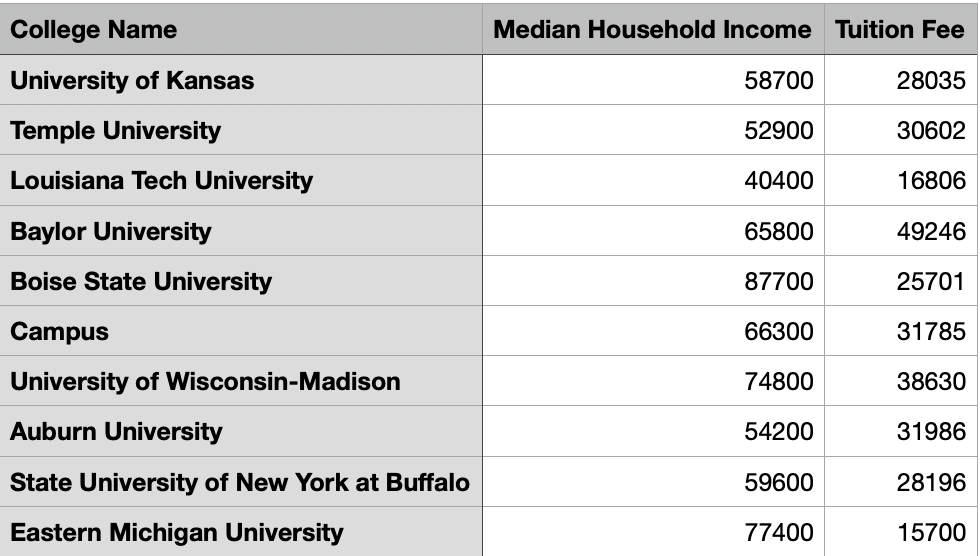 College Name Median Household Income Tuition Fee
University of Kansas 58700 28035
Temple University 52900 30602
Louisiana Tech University 40400 16806
Baylor University 65800 49246
Boise State University 87700 25701
Campus 66300 31785
University of Wisconsin-Madison 74800 38630
Auburn University 54200 31986
State University of New York at Buffalo 59600 28196
Eastern Michigan University 77400 15700